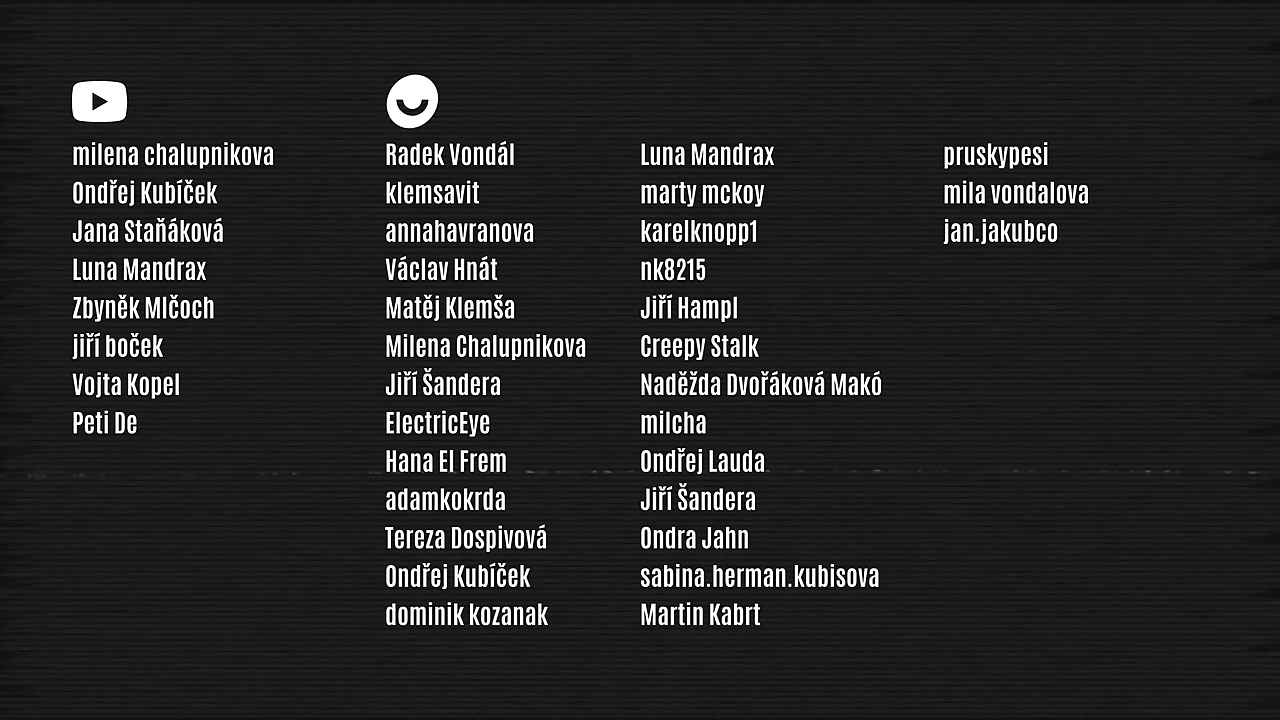 milena chalupnikova
Ondřej Kubíček
Jana Staňáková
Luna Mandrax
Zbyněk Mlčoch
jiří boček
Vojta Kopel
Peti De
Radek Vondál
klemsavit
annahavranova
Václav Hnát
Matěj Klemša
Milena Chalupnikova
Jiří Šandera
ElectricEye
Hana El Frem
adamkokrda
Tereza Dospivová
Ondřej Kubíček
dominik kozanak
Luna Mandrax
marty mckoy
karelknopp1
nk8215
Jiří Hampl
Creepy Stalk
Naděžda Dvořáková Makó
milcha
Ondřej Lauda
Jiří Šandera
Ondra Jahn
sabina.herman.kubisova
Martin Kabrt
pruskypesi
mila vondalova
jan.jakubco